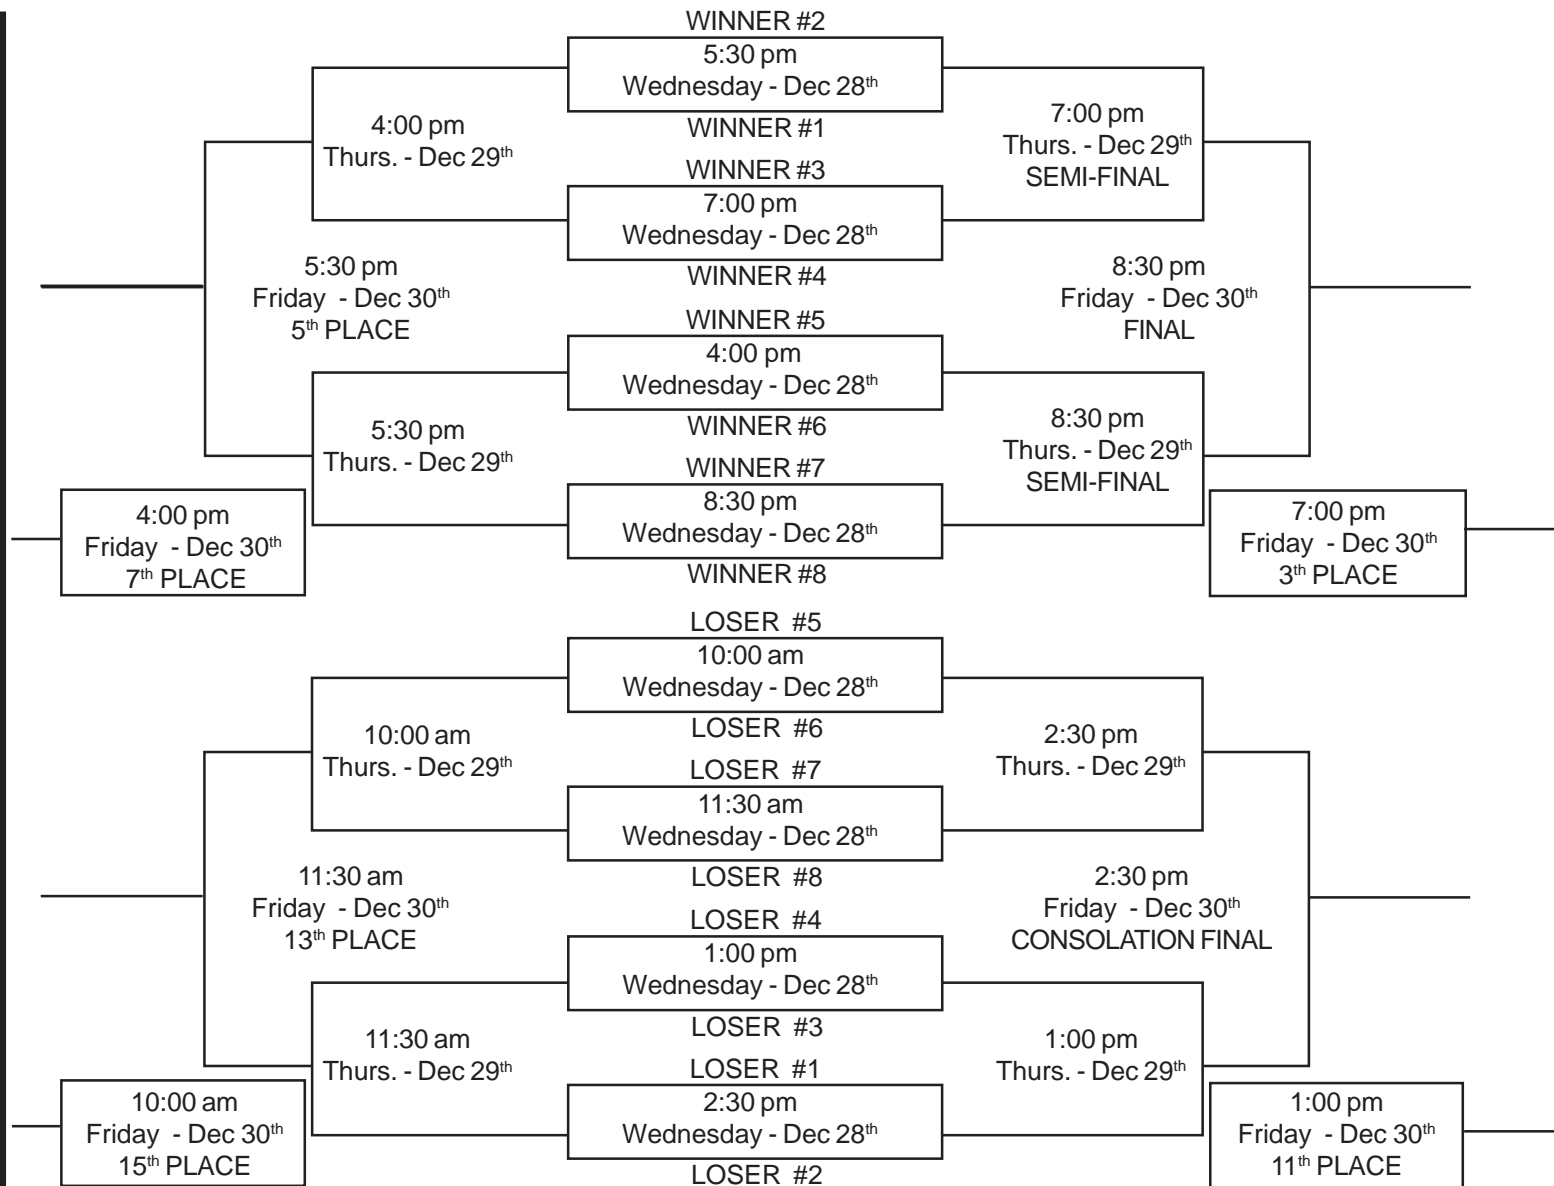 WINNER #2
5:30 pm
Wednesday - Dec 28th
WINNER #1
4:00 pm
Thurs. - Dec 29th
7:00 pm
Thurs. - Dec 29th
SEMI-FINAL
WINNER #3
7:00 pm
Wednesday - Dec 28th
WINNER #4
5:30 pm
Friday - Dec 30th
5th PLACE
8:30 pm
Friday - Dec 30th
FINAL
WINNER #5
4:00 pm
Wednesday - Dec 28th
WINNER #6
5:30 pm
Thurs. - Dec 29th
8:30 pm
Thurs. - Dec 29th
SEMI-FINAL
WINNER #7
8:30 pm
Wednesday - Dec 28th
WINNER #8
4:00 pm
Friday - Dec 30th
7th PLACE
7:00 pm
Friday - Dec 30th
3th PLACE
LOSER #5
10:00 am
Wednesday - Dec 28th
LOSER #6
10:00 am
Thurs. - Dec 29th
2:30 pm
Thurs. - Dec 29th
LOSER #7
11:30 am
Wednesday - Dec 28th
LOSER #8
11:30 am
Friday - Dec 30th
13th PLACE
2:30 pm
Friday - Dec 30th
CONSOLATION FINAL
LOSER #4
1:00 pm
Wednesday - Dec 28th
LOSER #3
11:30 am
Thurs. - Dec 29th
1:00 pm
Thurs. - Dec 29th
LOSER #1
2:30 pm
Wednesday - Dec 28th
LOSER #2
10:00 am
Friday - Dec 30th
15th PLACE
1:00 pm
Friday - Dec 30th
11th PLACE